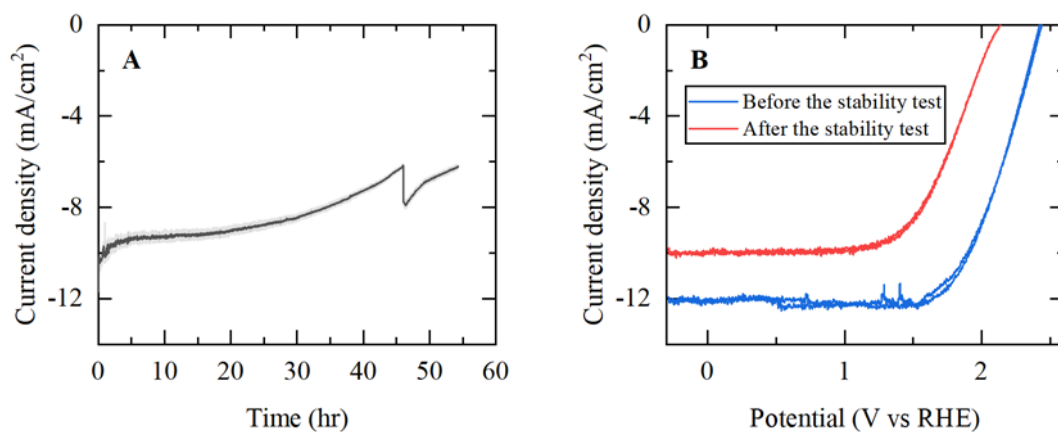 A
0
-4
-8
-12
Current density (mA/cm²)
0
10
20
30
40
50
60
Time (hr)
B
Before the stability test
After the stability test
0
-4
-8
-12
Current density (mA/cm²)
0
1
2
Potential (V vs RHE)